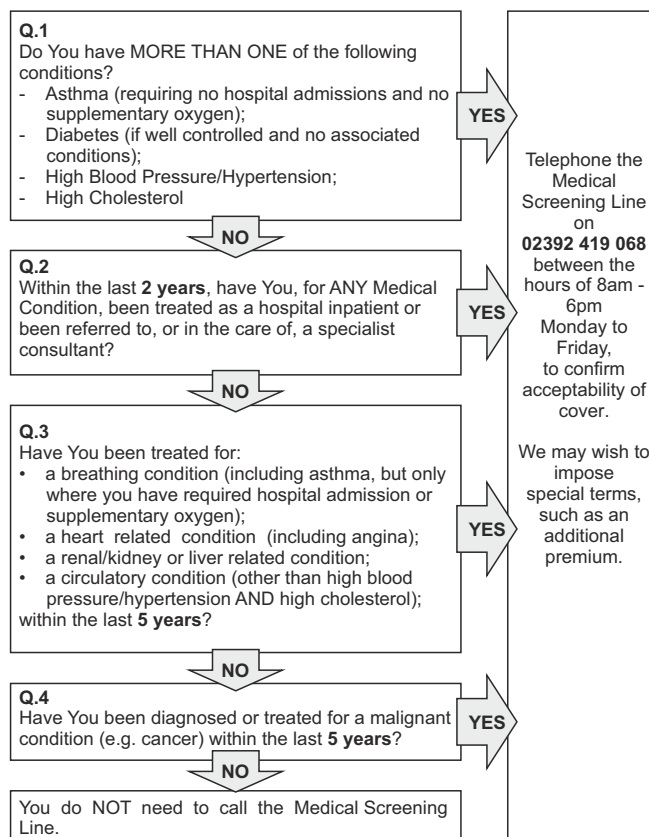 Q.1
Do You have MORE THAN ONE of the following
conditions?
- Asthma (requiring no hospital admissions and no
supplementary oxygen);
- Diabetes (if well controlled and no associated
conditions);
- High Blood Pressure/Hypertension;
- High Cholesterol
YES
NO
Q.2
Within the last 2 years, have You, for ANY Medical
Condition, been treated as a hospital inpatient or
been referred to, or in the care of, a specialist
consultant?
YES
NO
Q.3
Have You been treated for:
• a breathing condition (including asthma, but only
where you have required hospital admission or
supplementary oxygen);
• a heart related condition (including angina);
• a renal/kidney or liver related condition;
• a circulatory condition (other than high blood
pressure/hypertension AND high cholesterol);
within the last 5 years?
YES
NO
Q.4
Have You been diagnosed or treated for a malignant
condition (e.g. cancer) within the last 5 years?
YES
NO
You do NOT need to call the Medical Screening
Line.
Telephone the
Medical
Screening Line
on
02392 419 068
between the
hours of 8am -
6pm
Monday to
Friday,
to confirm
acceptability of
cover.
We may wish to
impose
special terms,
such as an
additional
premium.